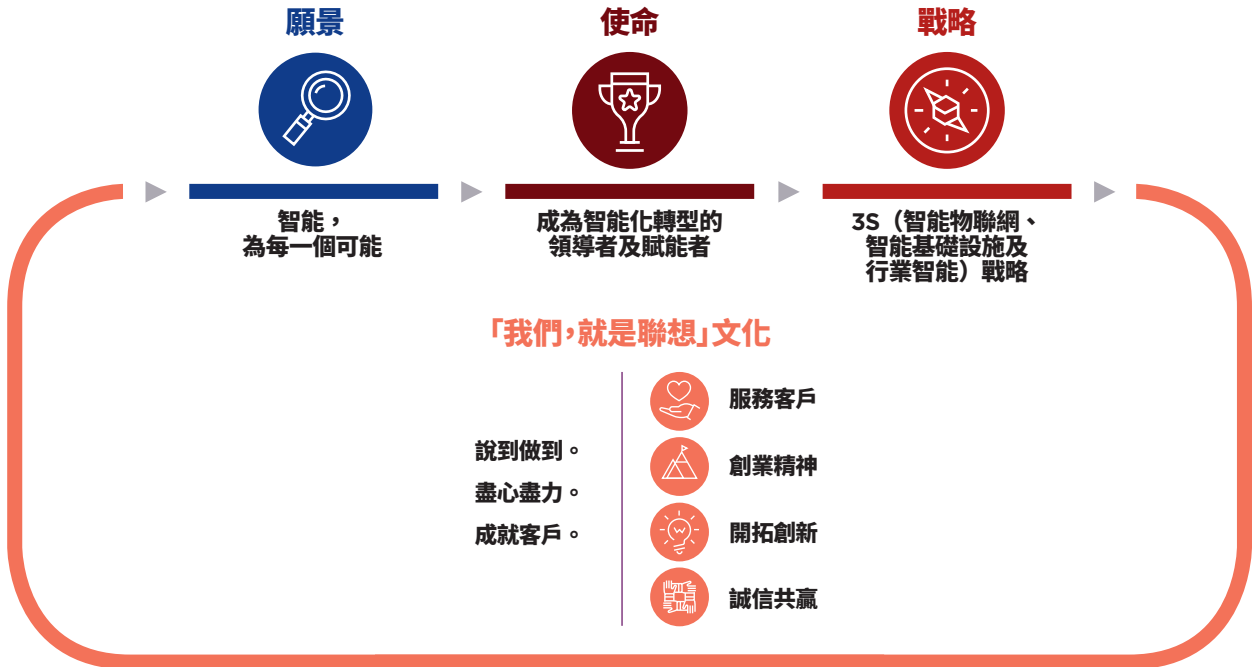 願景
使命
戰略
智能，
為每一個可能
成為智能化轉型的
領導者及賦能者
3S（智能物聯網、
智能基礎設施及
行業智能）戰略
「我們，就是聯想」文化
說到做到。
盡心盡力。
成就客戶。
服務客戶
創業精神
開拓創新
誠信共贏